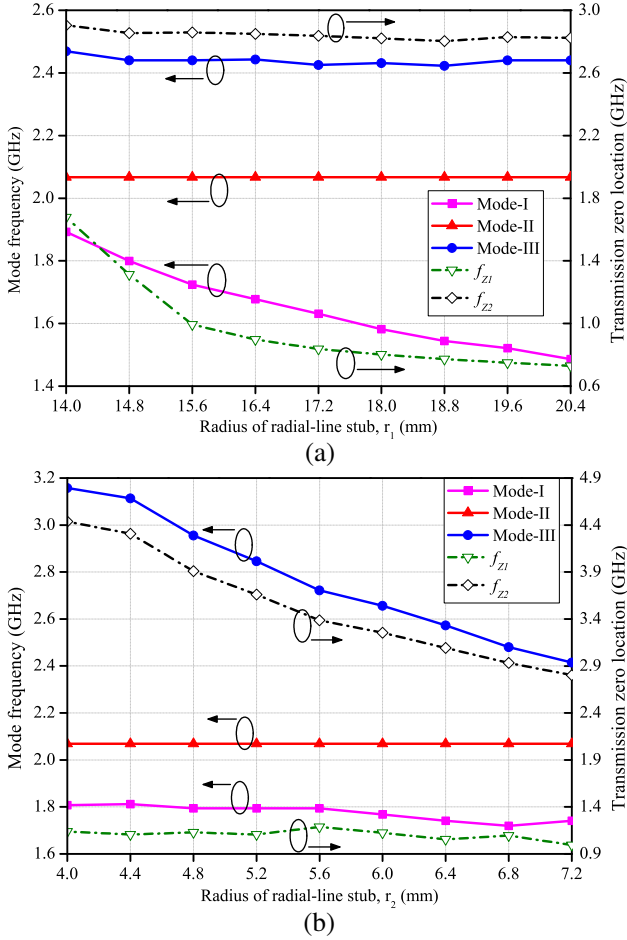 2.6
2.4
2.2
2.0
1.8
1.6
1.4
Mode frequency (GHz)
3.0
2.6
2.2
1.8
1.4
1.0
0.6
Transmission zero location (GHz)
Mode-I
Mode-II
Mode-III
fZ1
fZ2
14.0 14.8 15.6 16.4 17.2 18.0 18.8 19.6 20.4
Radius of radial-line stub, r1 (mm)
(a)
3.2
3.0
2.8
2.6
2.4
2.2
2.0
1.8
1.6
Mode frequency (GHz)
4.9
4.4
3.9
3.4
2.9
2.4
1.9
1.4
0.9
Transmission zero location (GHz)
Mode-I
Mode-II
Mode-III
fZ1
fZ2
4.0 4.4 4.8 5.2 5.6 6.0 6.4 6.8 7.2
Radius of radial-line stub, r2 (mm)
(b)